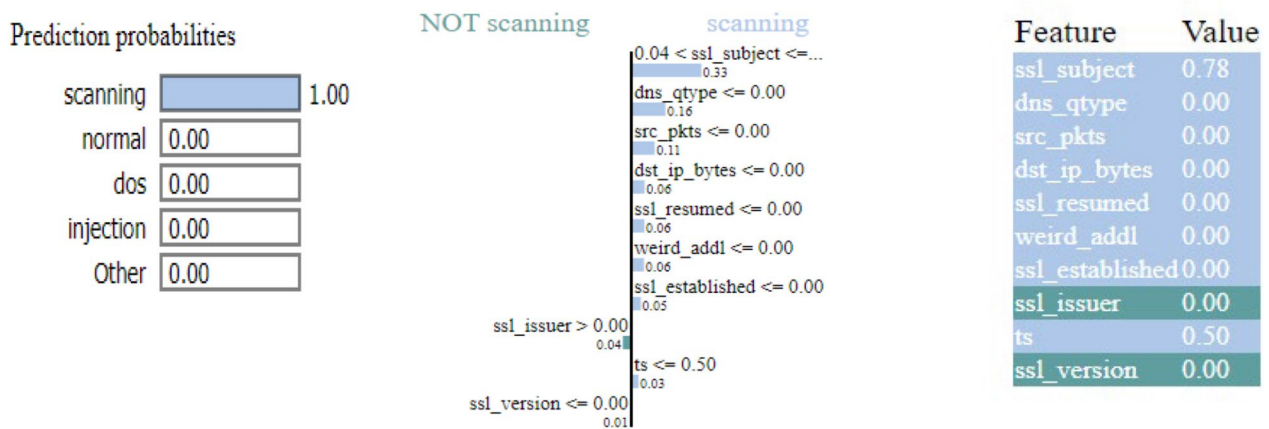 Prediction probabilities
scanning 1.00
normal 0.00
dos 0.00
injection 0.00
Other 0.00
NOT scanning scanning
0.04 < ssl_subject <=...
0.33
dns_qtype <= 0.00
0.16
src_pkts <= 0.00
0.11
dst_ip_bytes <= 0.00
0.06
ssl_resumed <= 0.00
0.06
weird_addl <= 0.00
0.06
ssl_established <= 0.00
0.05
ssl_issuer > 0.00
0.04
ts <= 0.50
0.03
ssl_version <= 0.00
0.01
Feature Value
ssl_subject 0.78
dns_qtype 0.00
src_pkts 0.00
dst_ip_bytes 0.00
ssl_resumed 0.00
weird_addl 0.00
ssl_established 0.00
ssl_issuer 0.00
ts 0.50
ssl_version 0.00